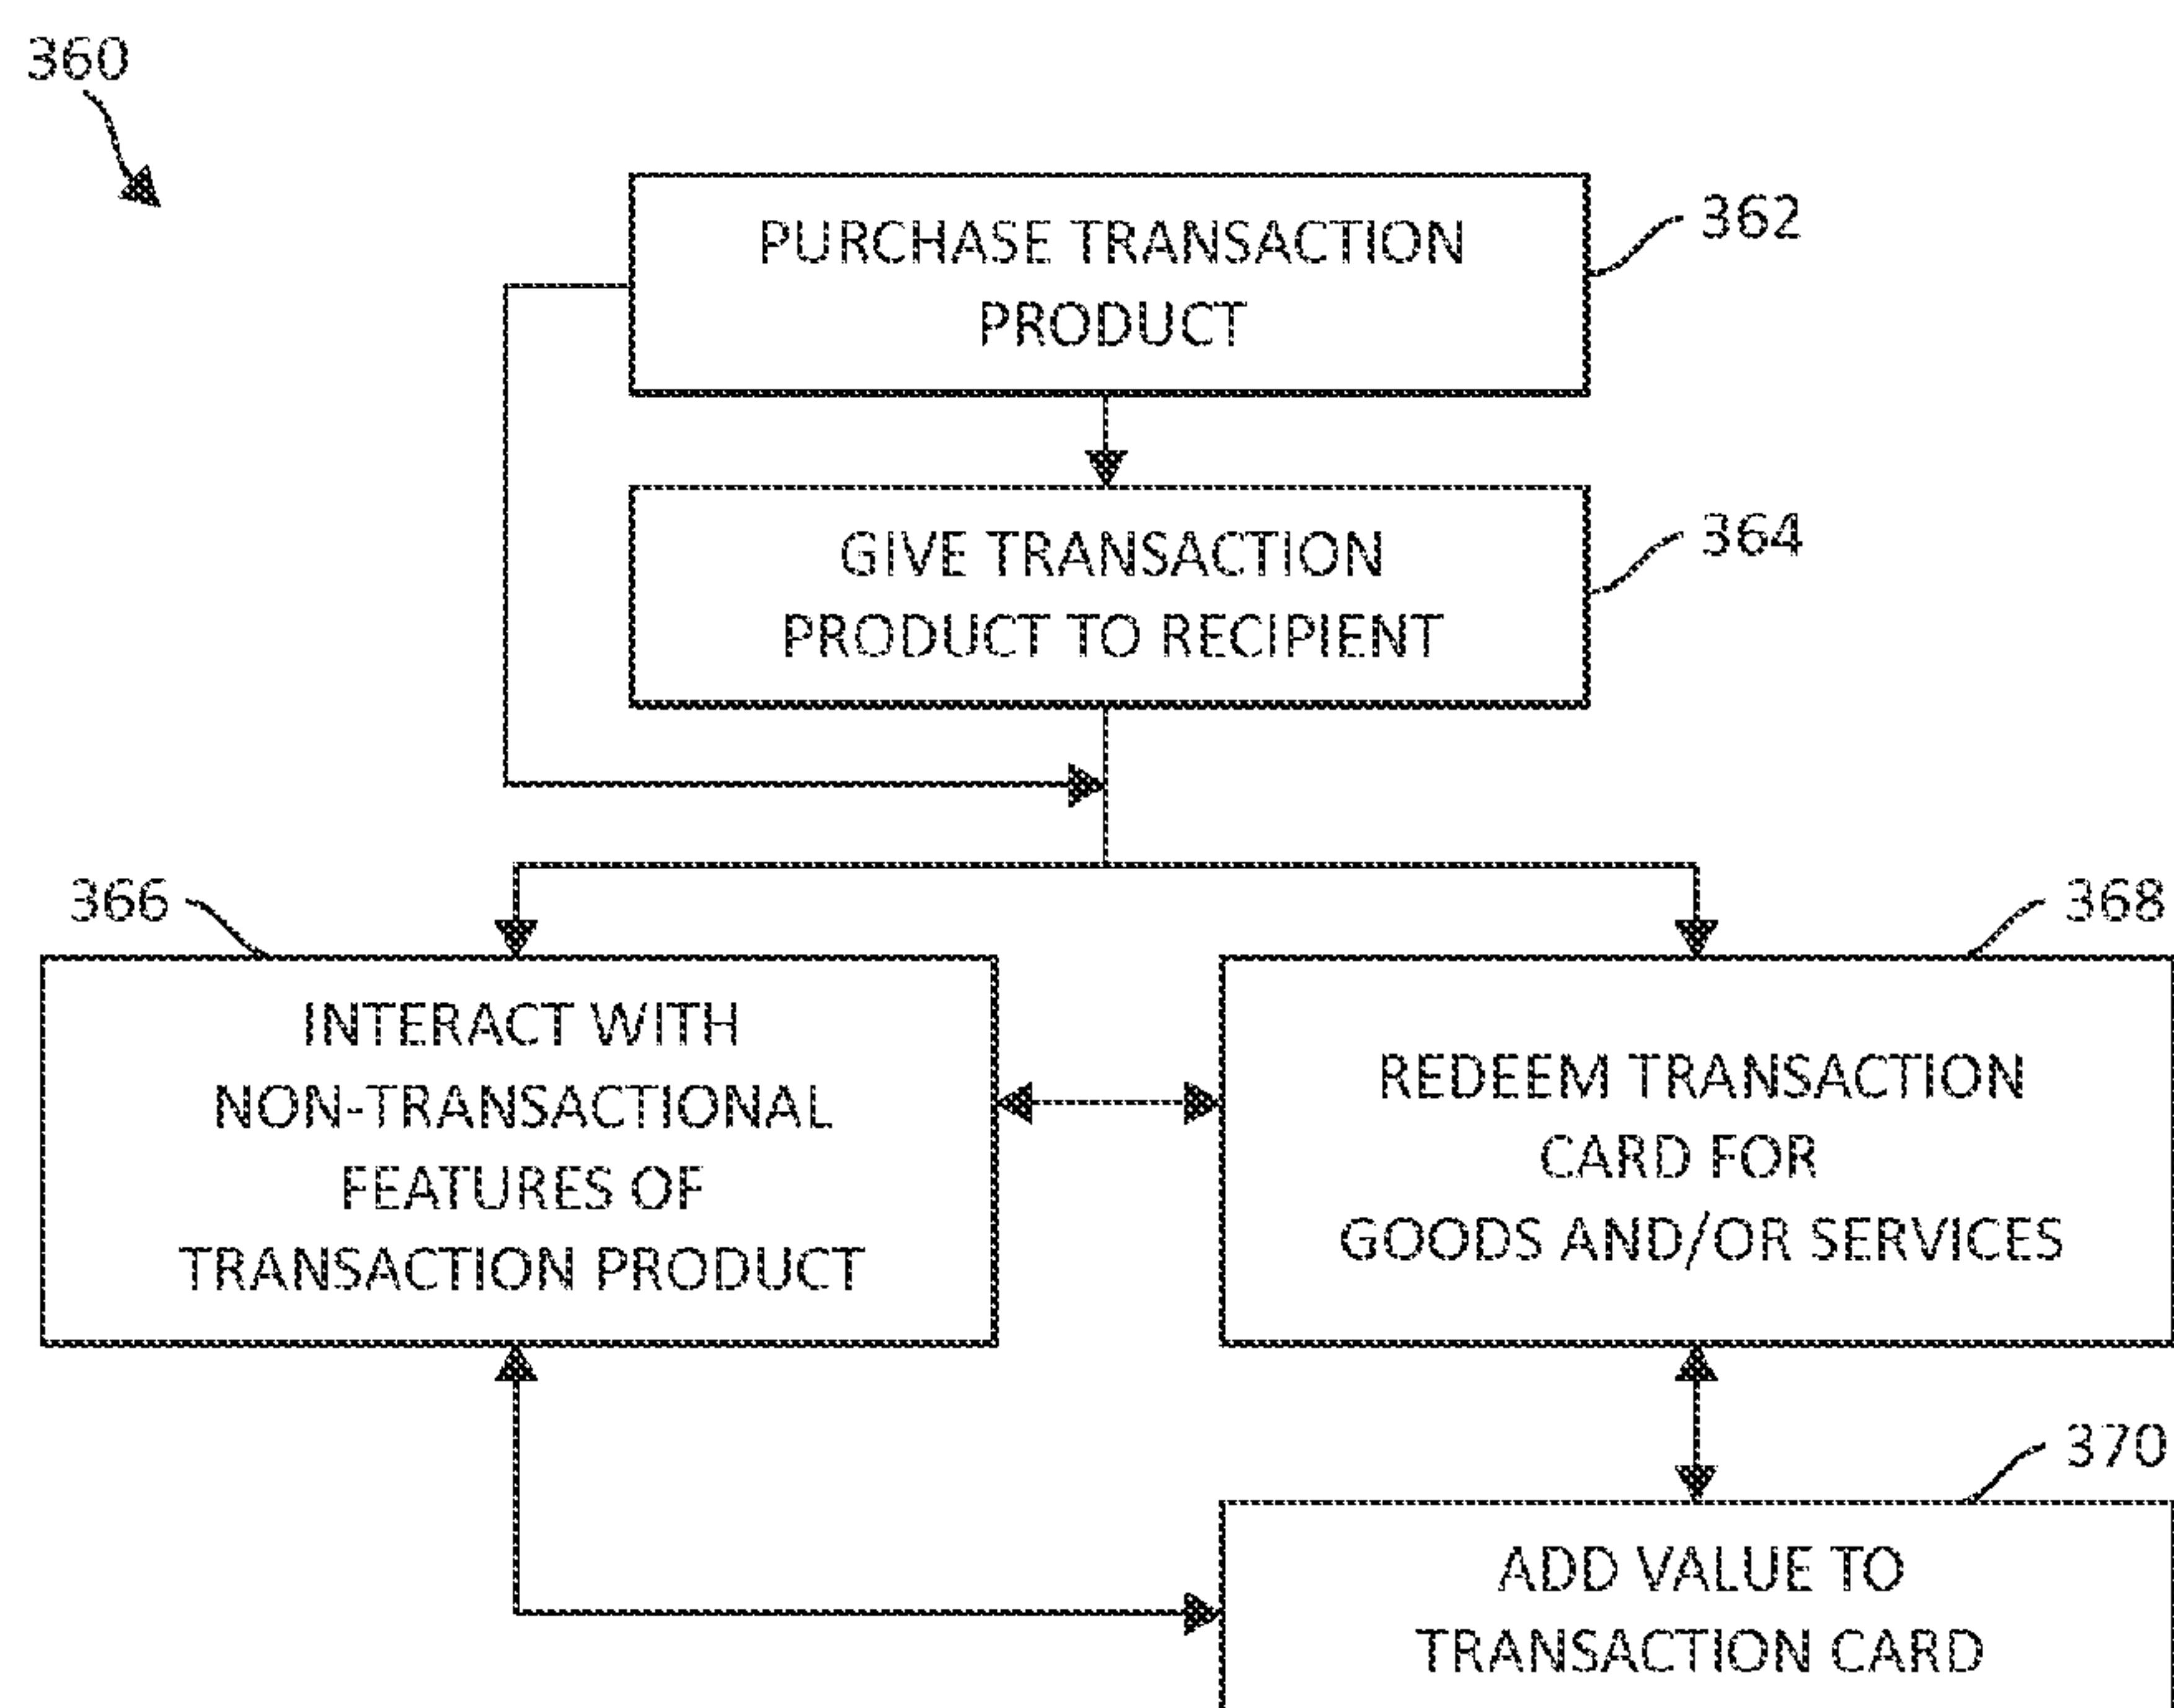 360
PURCHASE TRANSACTION
PRODUCT
362
GIVE TRANSACTION
PRODUCT TO RECIPIENT
364
366
INTERACT WITH
NON-TRANSACTIONAL
FEATURES OF
TRANSACTION PRODUCT
368
REDEEM TRANSACTION
CARD FOR
GOODS AND/OR SERVICES
370
ADD VALUE TO
TRANSACTION CARD